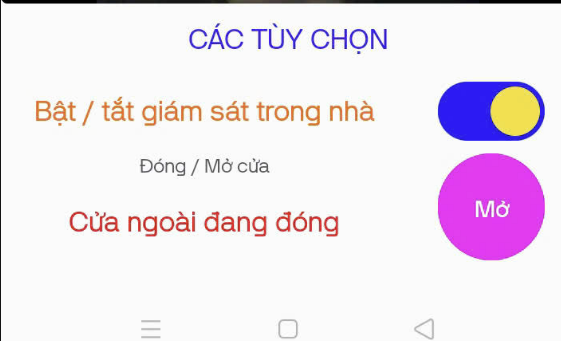 CÁC TÙY CHỌN
Bật / tắt giám sát trong nhà
Đóng / Mở cửa
Mở
Cửa ngoài đang đóng